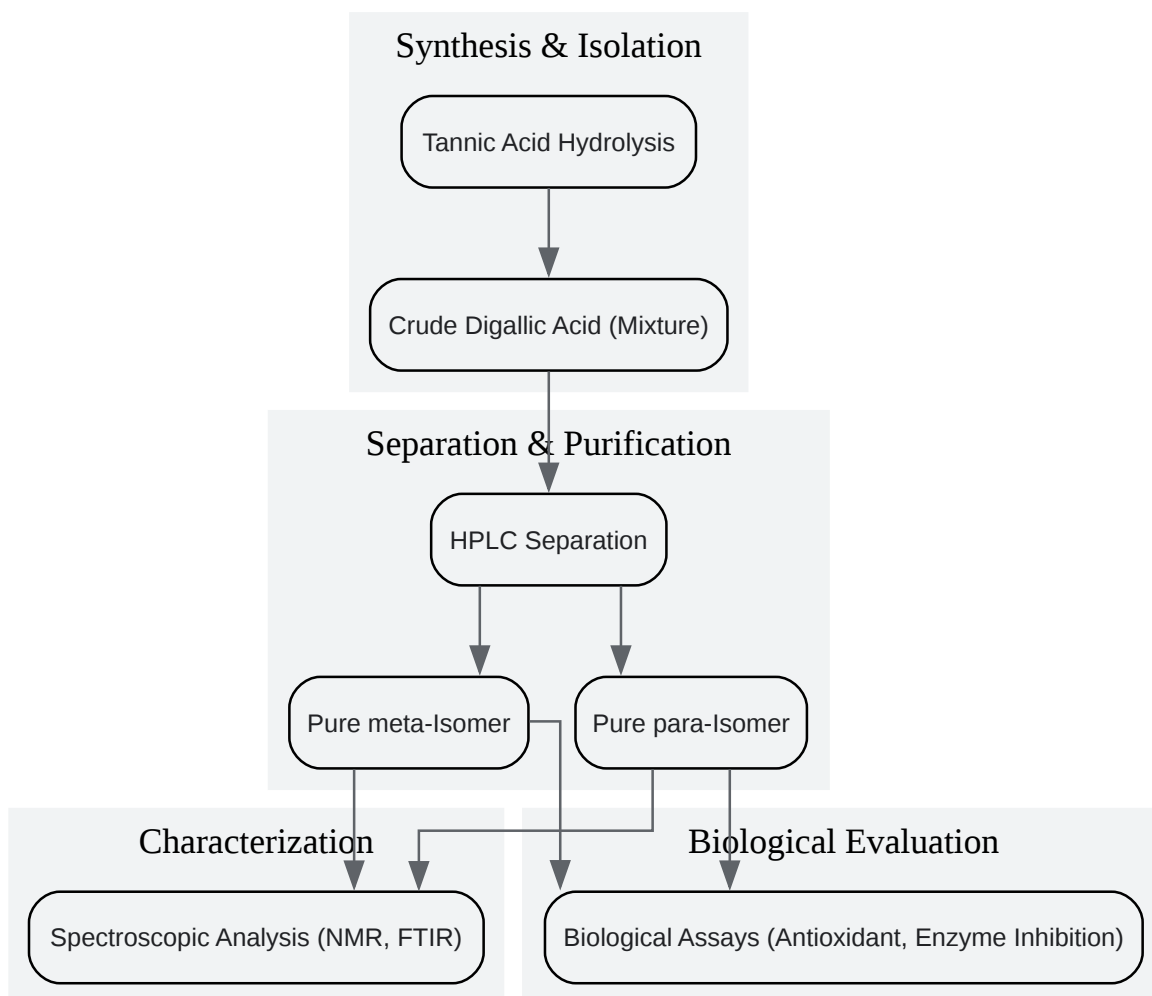 Synthesis & Isolation
Tannic Acid Hydrolysis
Crude Digallic Acid (Mixture)
Separation & Purification
HPLC Separation
Pure meta-Isomer
Pure para-Isomer
Characterization
Biological Evaluation
Spectroscopic Analysis (NMR, FTIR)
Biological Assays (Antioxidant, Enzyme Inhibition)